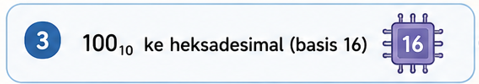 3 100₁₀ ke heksadesimal (basis 16) 16